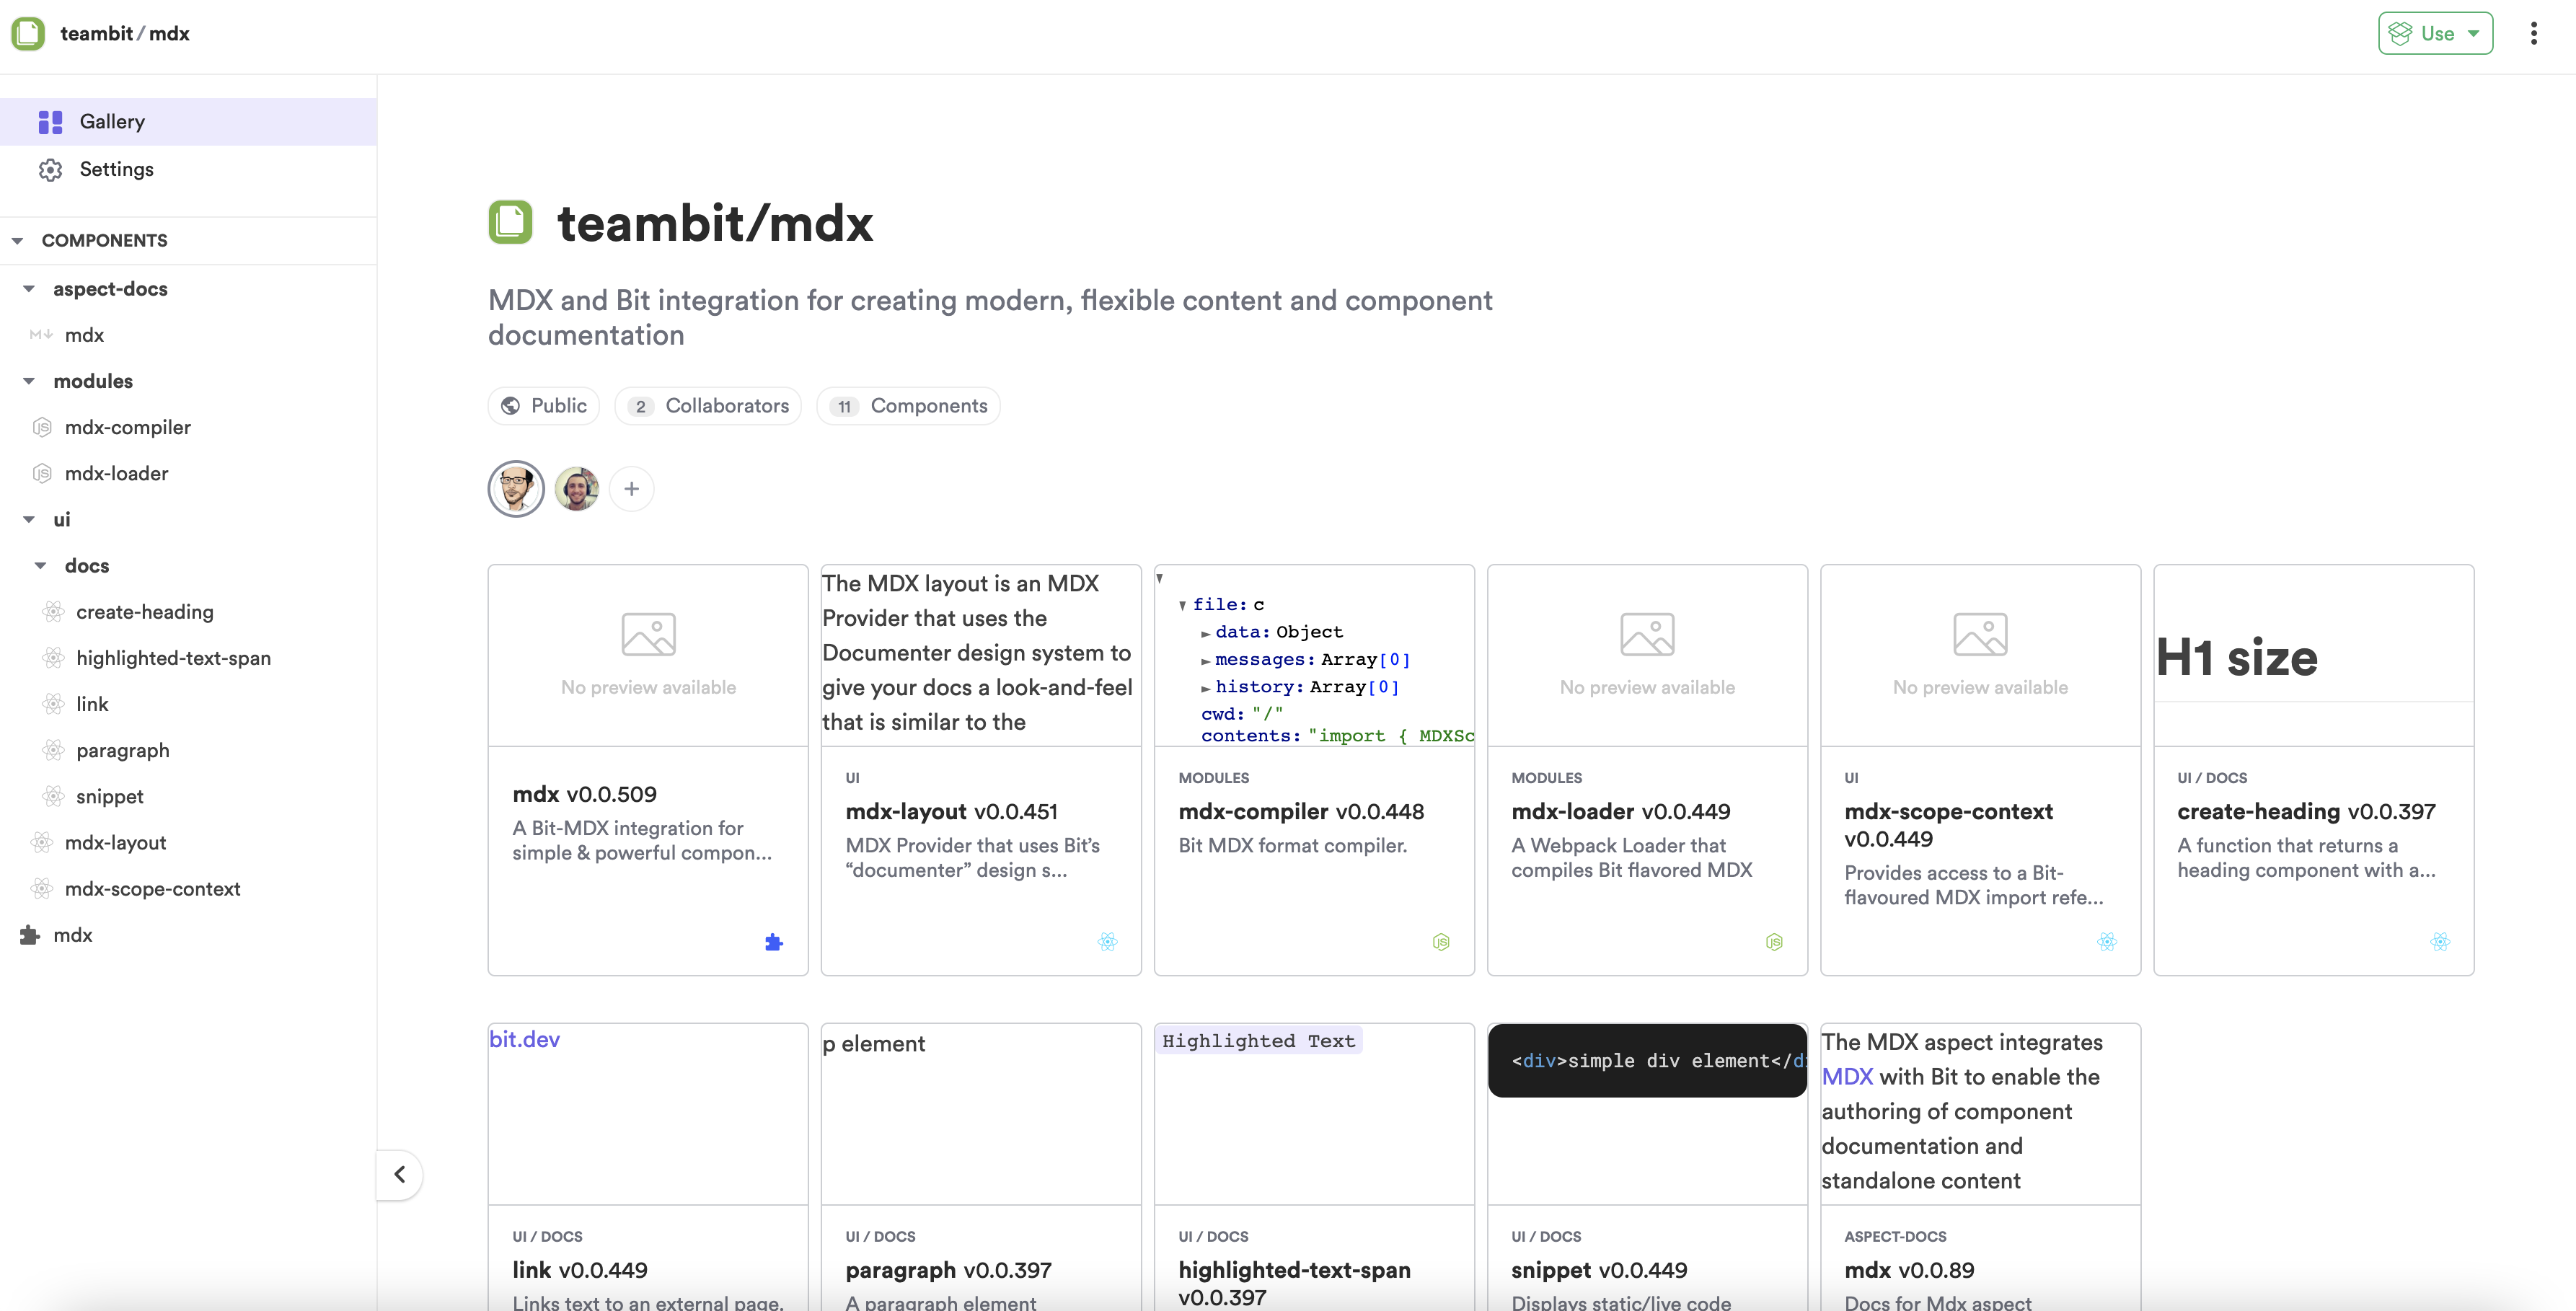 teambit/mdx
Use
Gallery
Settings
COMPONENTS
aspect-docs
mdx
modules
mdx-compiler
mdx-loader
ui
docs
create-heading
highlighted-text-span
link
paragraph
snippet
mdx-layout
mdx-scope-context
mdx
teambit/mdx
MDX and Bit integration for creating modern, flexible content and component
documentation
Public
2 Collaborators
11 Components
No preview available
mdx v0.0.509
A Bit-MDX integration for
simple & powerful compon...
The MDX layout is an MDX
Provider that uses the
Documenter design system to
give your docs a look-and-feel
that is similar to the
UI
mdx-layout v0.0.451
MDX Provider that uses Bit’s
“documenter” design s...
file: c
data: Object
messages: Array[0]
history: Array[0]
cwd: "/"
contents: "import { MDXSc
MODULES
mdx-compiler v0.0.448
Bit MDX format compiler.
No preview available
MODULES
mdx-loader v0.0.449
A Webpack Loader that
compiles Bit flavored MDX
No preview available
UI
mdx-scope-context
v0.0.449
Provides access to a Bit-
flavoured MDX import refe...
H1 size
UI / DOCS
create-heading v0.0.397
A function that returns a
heading component with a...
bit.dev
UI / DOCS
link v0.0.449
Links text to an external page.
p element
UI / DOCS
paragraph v0.0.397
A paragraph element
Highlighted Text
UI / DOCS
highlighted-text-span
v0.0.397
<div>simple div element</di
UI / DOCS
snippet v0.0.449
Displays static/live code
The MDX aspect integrates
MDX with Bit to enable the
authoring of component
documentation and
standalone content
ASPECT-DOCS
mdx v0.0.89
Docs for Mdx aspect